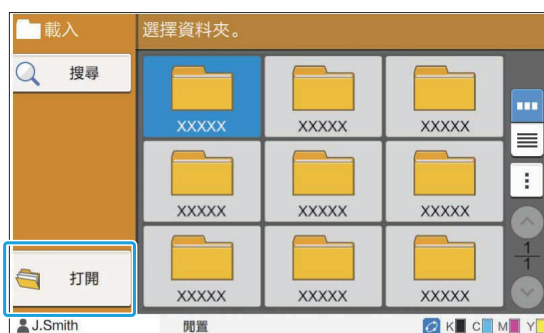 載入
選擇資料夾。
搜尋
XXXXX XXXXX XXXXX
XXXXX XXXXX XXXXX
1
1
打開
XXXXX XXXXX XXXXX
J.Smith
閒置
K C M Y